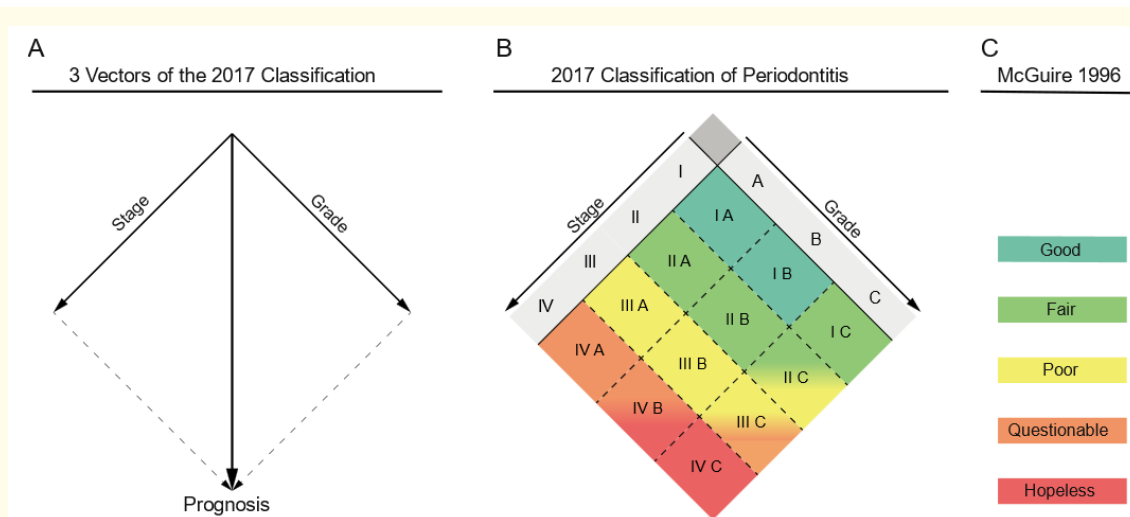 A
3 Vectors of the 2017 Classification
Stage
Grade
Prognosis
B
2017 Classification of Periodontitis
Stage
Grade
I
II
III
IV
A
B
C
I A
II A
I B
III A
II B
I C
IV A
III B
II C
IV B
III C
IV C
C
McGuire 1996
Good
Fair
Poor
Questionable
Hopeless